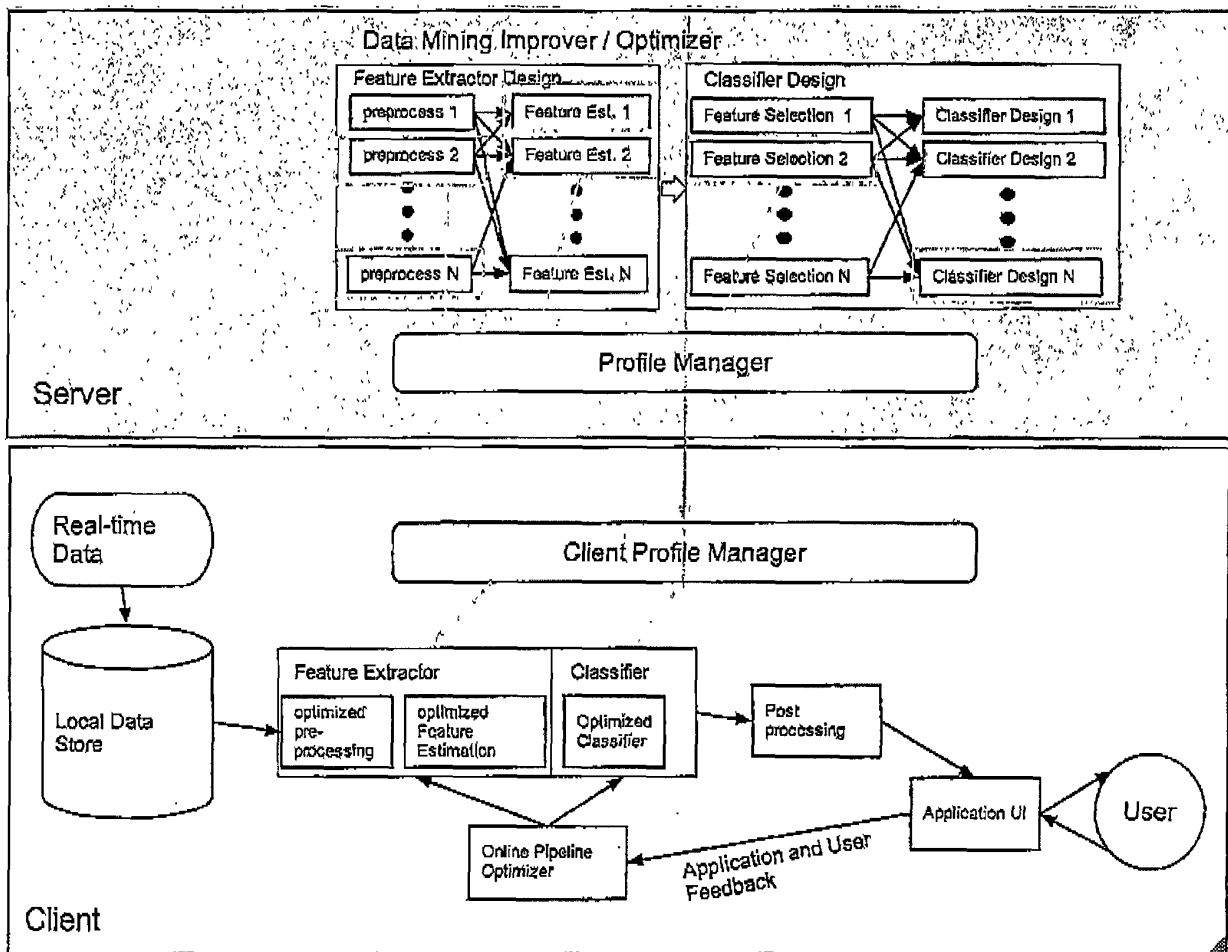 Data Mining Improver / Optimizer
Feature Extractor Design
preprocess 1
Feature Est. 1
preprocess 2
Feature Est. 2
preprocess N
Feature Est. N
Classifier Design
Feature Selection 1
Classifier Design 1
Feature Selection 2
Classifier Design 2
Feature Selection N
Classifier Design N
Profile Manager
Server
Real-time
Data
Client Profile Manager
Local Data
Store
Feature Extractor
optimized
pre-
processing
optimized
Feature
Estimation
Classifier
Optimized
Classifier
Post
processing
Application UI
User
Online Pipeline
Optimizer
Application and User
Feedback
Client